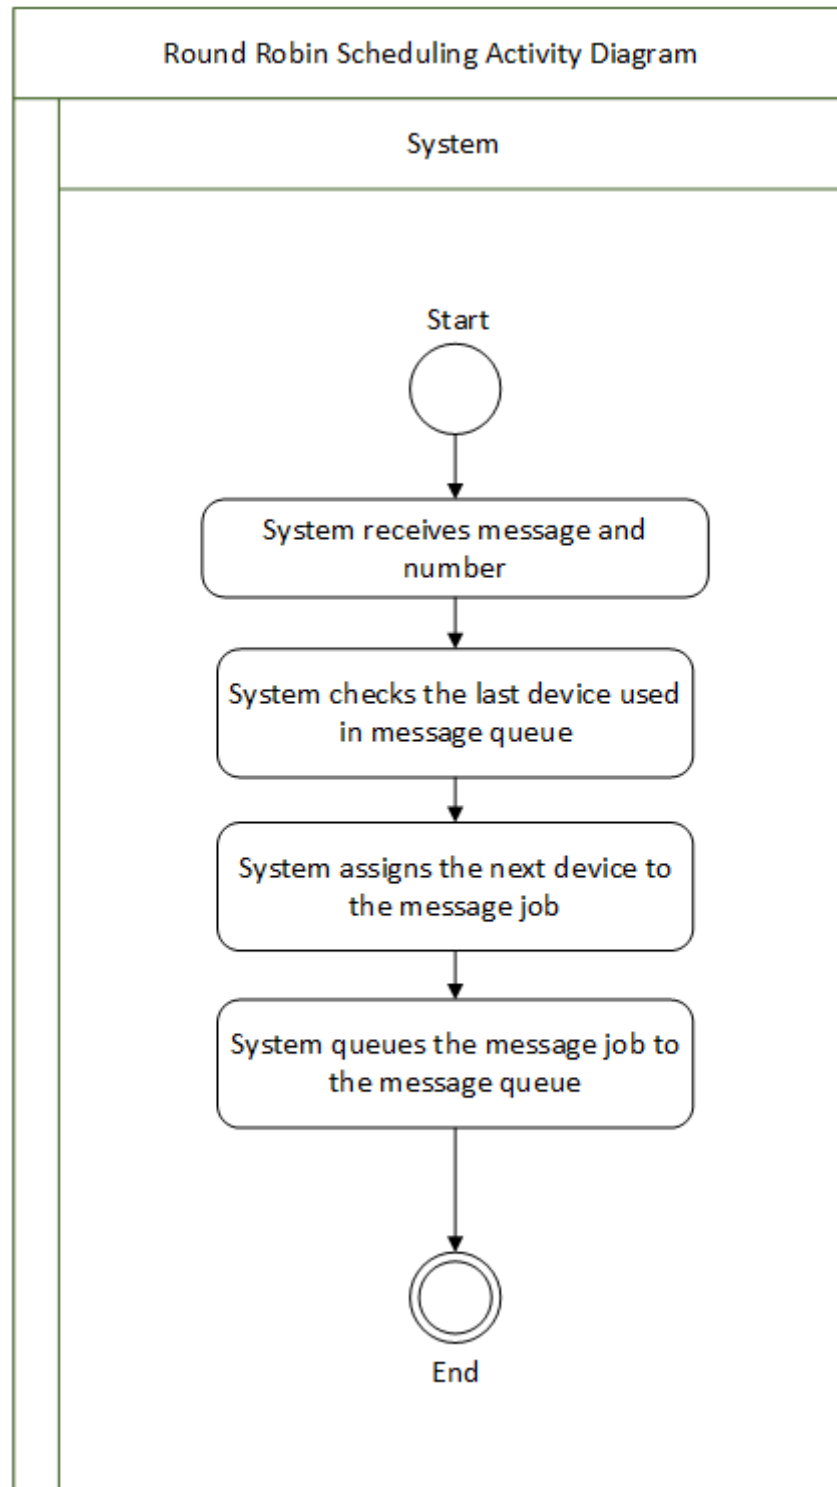 Round Robin Scheduling Activity Diagram
System
Start
System receives message and
number
System checks the last device used
in message queue
System assigns the next device to
the message job
System queues the message job to
the message queue
End